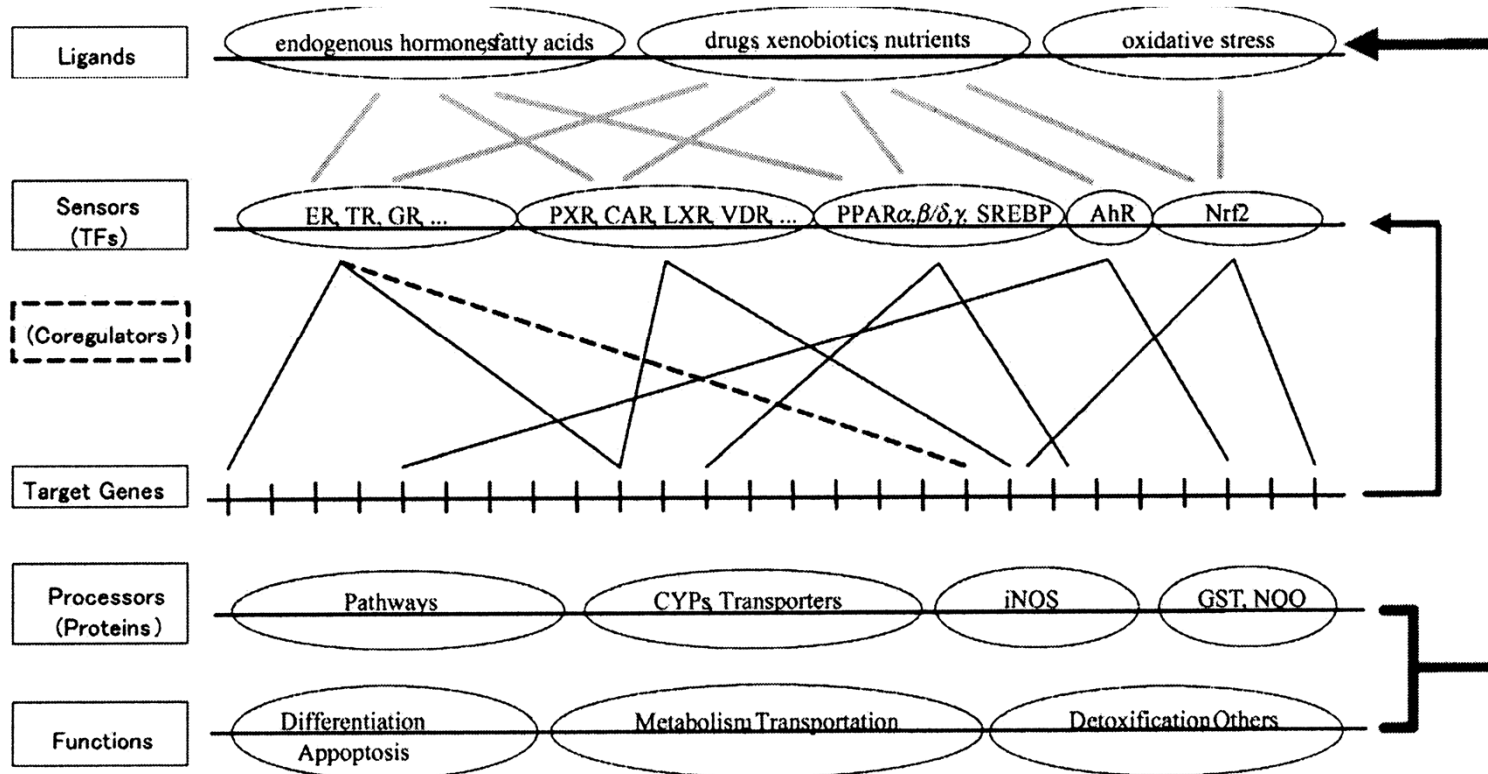 Ligands
endogenous hormones, fatty acids
drugs, xenobiotics, nutrients
oxidative stress
Sensors
(TFs)
ER, TR, GR, ...
PXR, CAR, LXR, VDR, ...
PPARα,β/δ,γ, SREBP
AhR
Nrf2
(Coregulators)
Target Genes
Processors
(Proteins)
Pathways
CYPs, Transporters
iNOS
GST, NQO
Functions
Differentiation
Appoptosis
Metabolism Transportation
Detoxification Others